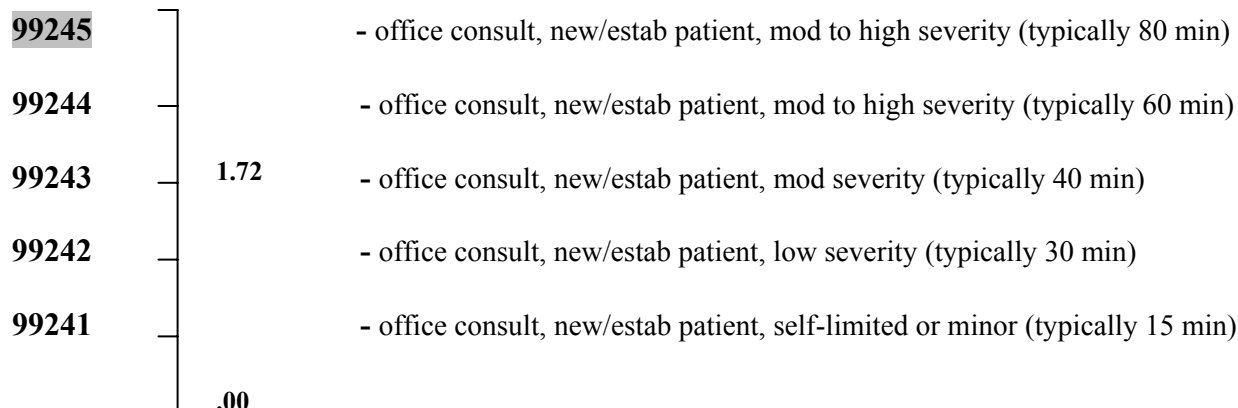 99245 - office consult, new/estab patient, mod to high severity (typically 80 min)
99244 - office consult, new/estab patient, mod to high severity (typically 60 min)
99243 1.72 - office consult, new/estab patient, mod severity (typically 40 min)
99242 - office consult, new/estab patient, low severity (typically 30 min)
99241 - office consult, new/estab patient, self-limited or minor (typically 15 min)
.00